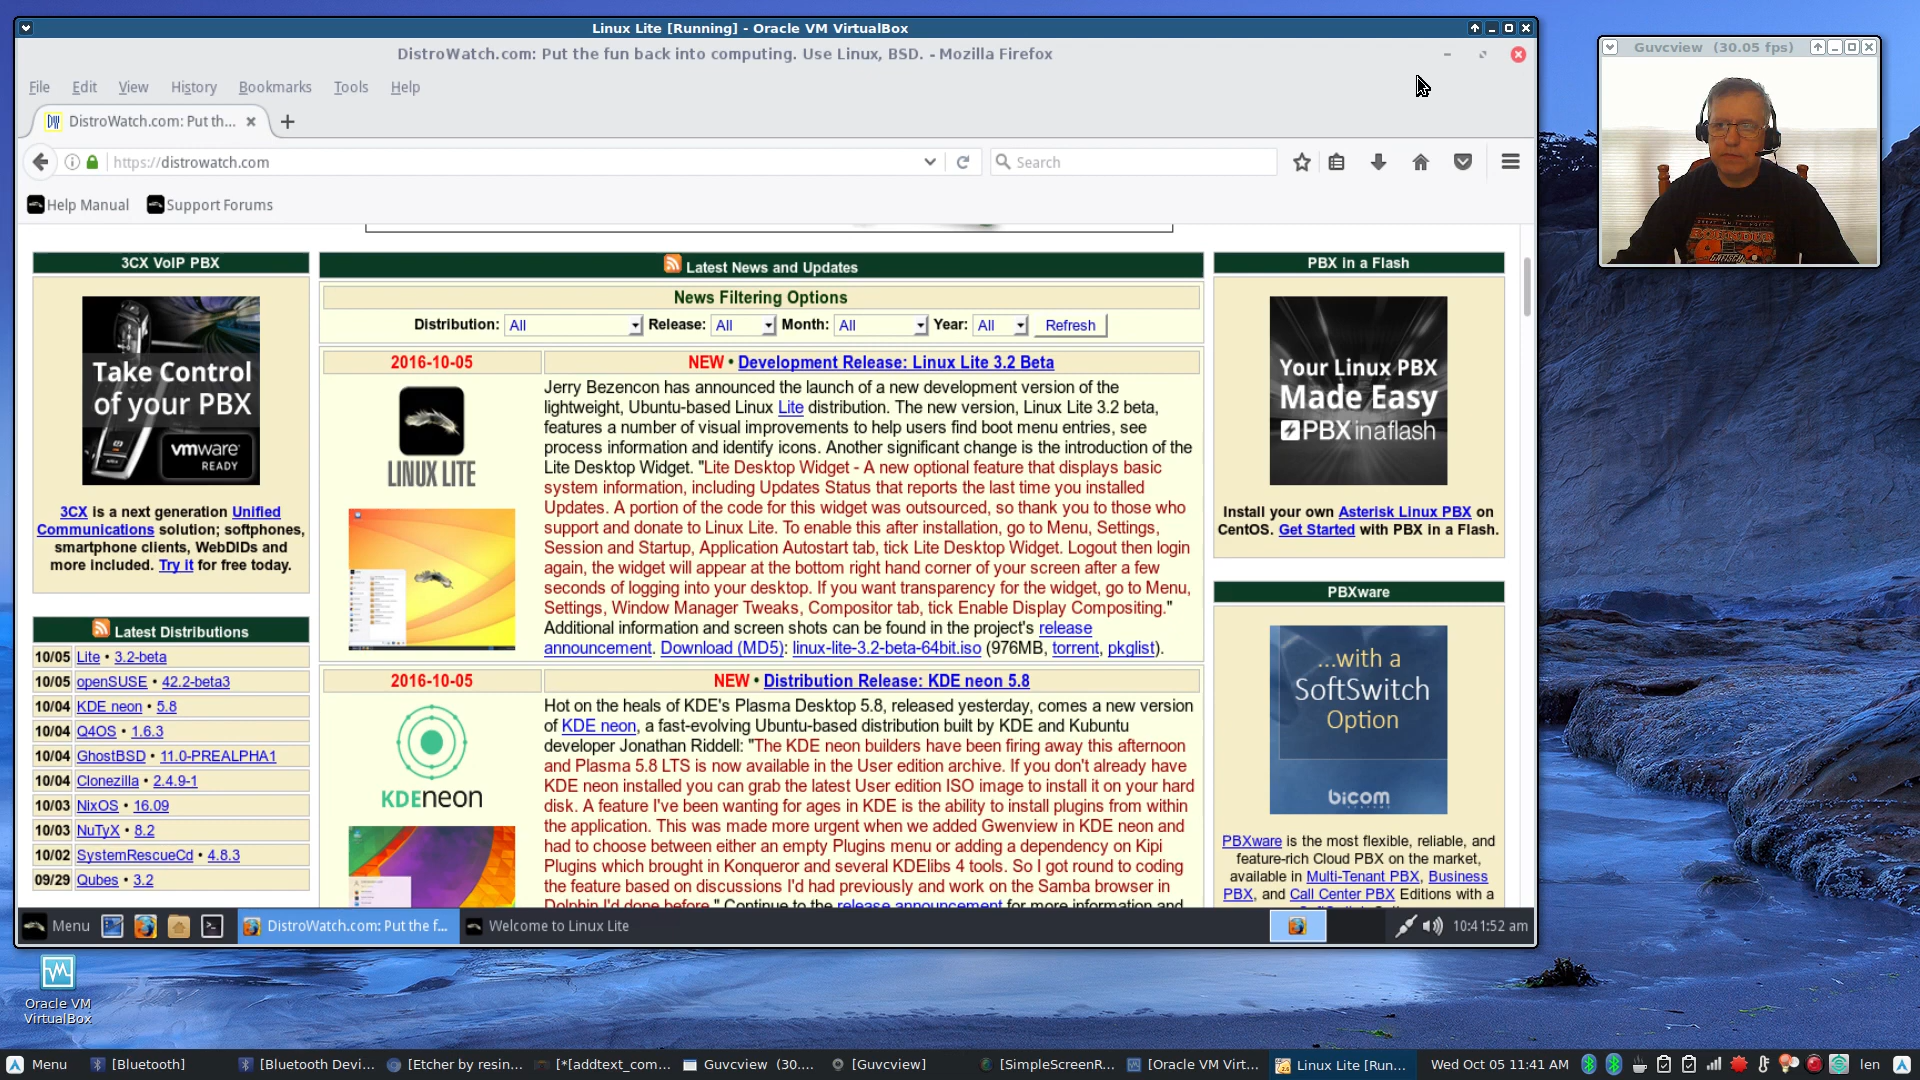 Linux Lite [Running] - Oracle VM VirtualBox
DistroWatch.com: Put the fun back into computing. Use Linux, BSD. - Mozilla Firefox
File Edit View History Bookmarks Tools Help
DW DistroWatch.com: Put th...
https://distrowatch.com
Search
Help Manual Support Forums
3CX VoIP PBX
Take Control
of your PBX
vmware
READY
3CX is a next generation Unified
Communications solution; softphones,
smartphone clients, WebDIDs and
more included. Try it for free today.
Latest Distributions
10/05 Lite • 3.2-beta
10/05 openSUSE • 42.2-beta3
10/04 KDE neon • 5.8
10/04 Q4OS • 1.6.3
10/04 GhostBSD • 11.0-PREALPHA1
10/04 Clonezilla • 2.4.9-1
10/03 NixOS • 16.09
10/03 NuTyX • 8.2
10/02 SystemRescueCd • 4.8.3
09/29 Qubes • 3.2
Latest News and Updates
News Filtering Options
Distribution: All Release: All Month: All Year: All Refresh
2016-10-05 NEW • Development Release: Linux Lite 3.2 Beta
LINUX LITE
Jerry Bezencon has announced the launch of a new development version of the
lightweight, Ubuntu-based Linux Lite distribution. The new version, Linux Lite 3.2 beta,
features a number of visual improvements to help users find boot menu entries, see
process information and identify icons. Another significant change is the introduction of the
Lite Desktop Widget. "Lite Desktop Widget - A new optional feature that displays basic
system information, including Updates Status that reports the last time you installed
Updates. A portion of the code for this widget was outsourced, so thank you to those who
support and donate to Linux Lite. To enable this after installation, go to Menu, Settings,
Session and Startup, Application Autostart tab, tick Lite Desktop Widget. Logout then login
again, the widget will appear at the bottom right hand corner of your screen after a few
seconds of logging into your desktop. If you want transparency for the widget, go to Menu,
Settings, Window Manager Tweaks, Compositor tab, tick Enable Display Compositing."
Additional information and screen shots can be found in the project's release
announcement. Download (MD5): linux-lite-3.2-beta-64bit.iso (976MB, torrent, pkglist).
2016-10-05 NEW • Distribution Release: KDE neon 5.8
KDEneon
Hot on the heals of KDE's Plasma Desktop 5.8, released yesterday, comes a new version
of KDE neon, a fast-evolving Ubuntu-based distribution built by KDE and Kubuntu
developer Jonathan Riddell: "The KDE neon builders have been firing away this afternoon
and Plasma 5.8 LTS is now available in the User edition archive. If you don't already have
KDE neon installed you can grab the latest User edition ISO image to install it on your hard
disk. A feature I've been wanting for ages in KDE is the ability to install plugins from within
the application. This was made more urgent when we added Gwenview in KDE neon and
had to choose between either an empty Plugins menu or adding a dependency on Kipi
Plugins which brought in Konqueror and several KDElibs 4 tools. So I got round to coding
the feature based on discussions I'd had previously and work on the Samba browser in
Dolphin I'd done before." Continue to the release announcement for more information and
PBX in a Flash
Your Linux PBX
Made Easy
PBXinaflash
Install your own Asterisk Linux PBX on
CentOS. Get Started with PBX in a Flash.
PBXware
...with a
SoftSwitch
Option
bicom
SYSTEMS
PBXware is the most flexible, reliable, and
feature-rich Cloud PBX on the market,
available in Multi-Tenant PBX, Business
PBX, and Call Center PBX Editions with a
Menu DistroWatch.com: Put the f... Welcome to Linux Lite 10:41:52 am
Guvcview (30.05 fps)
Oracle VM
VirtualBox
Menu [Bluetooth] [Bluetooth Devi... [Etcher by resin... [*[addtext_com... Guvcview (30.... [Guvcview] [SimpleScreenR... [Oracle VM Virt... Linux Lite [Run... Wed Oct 05 11:41 AM len